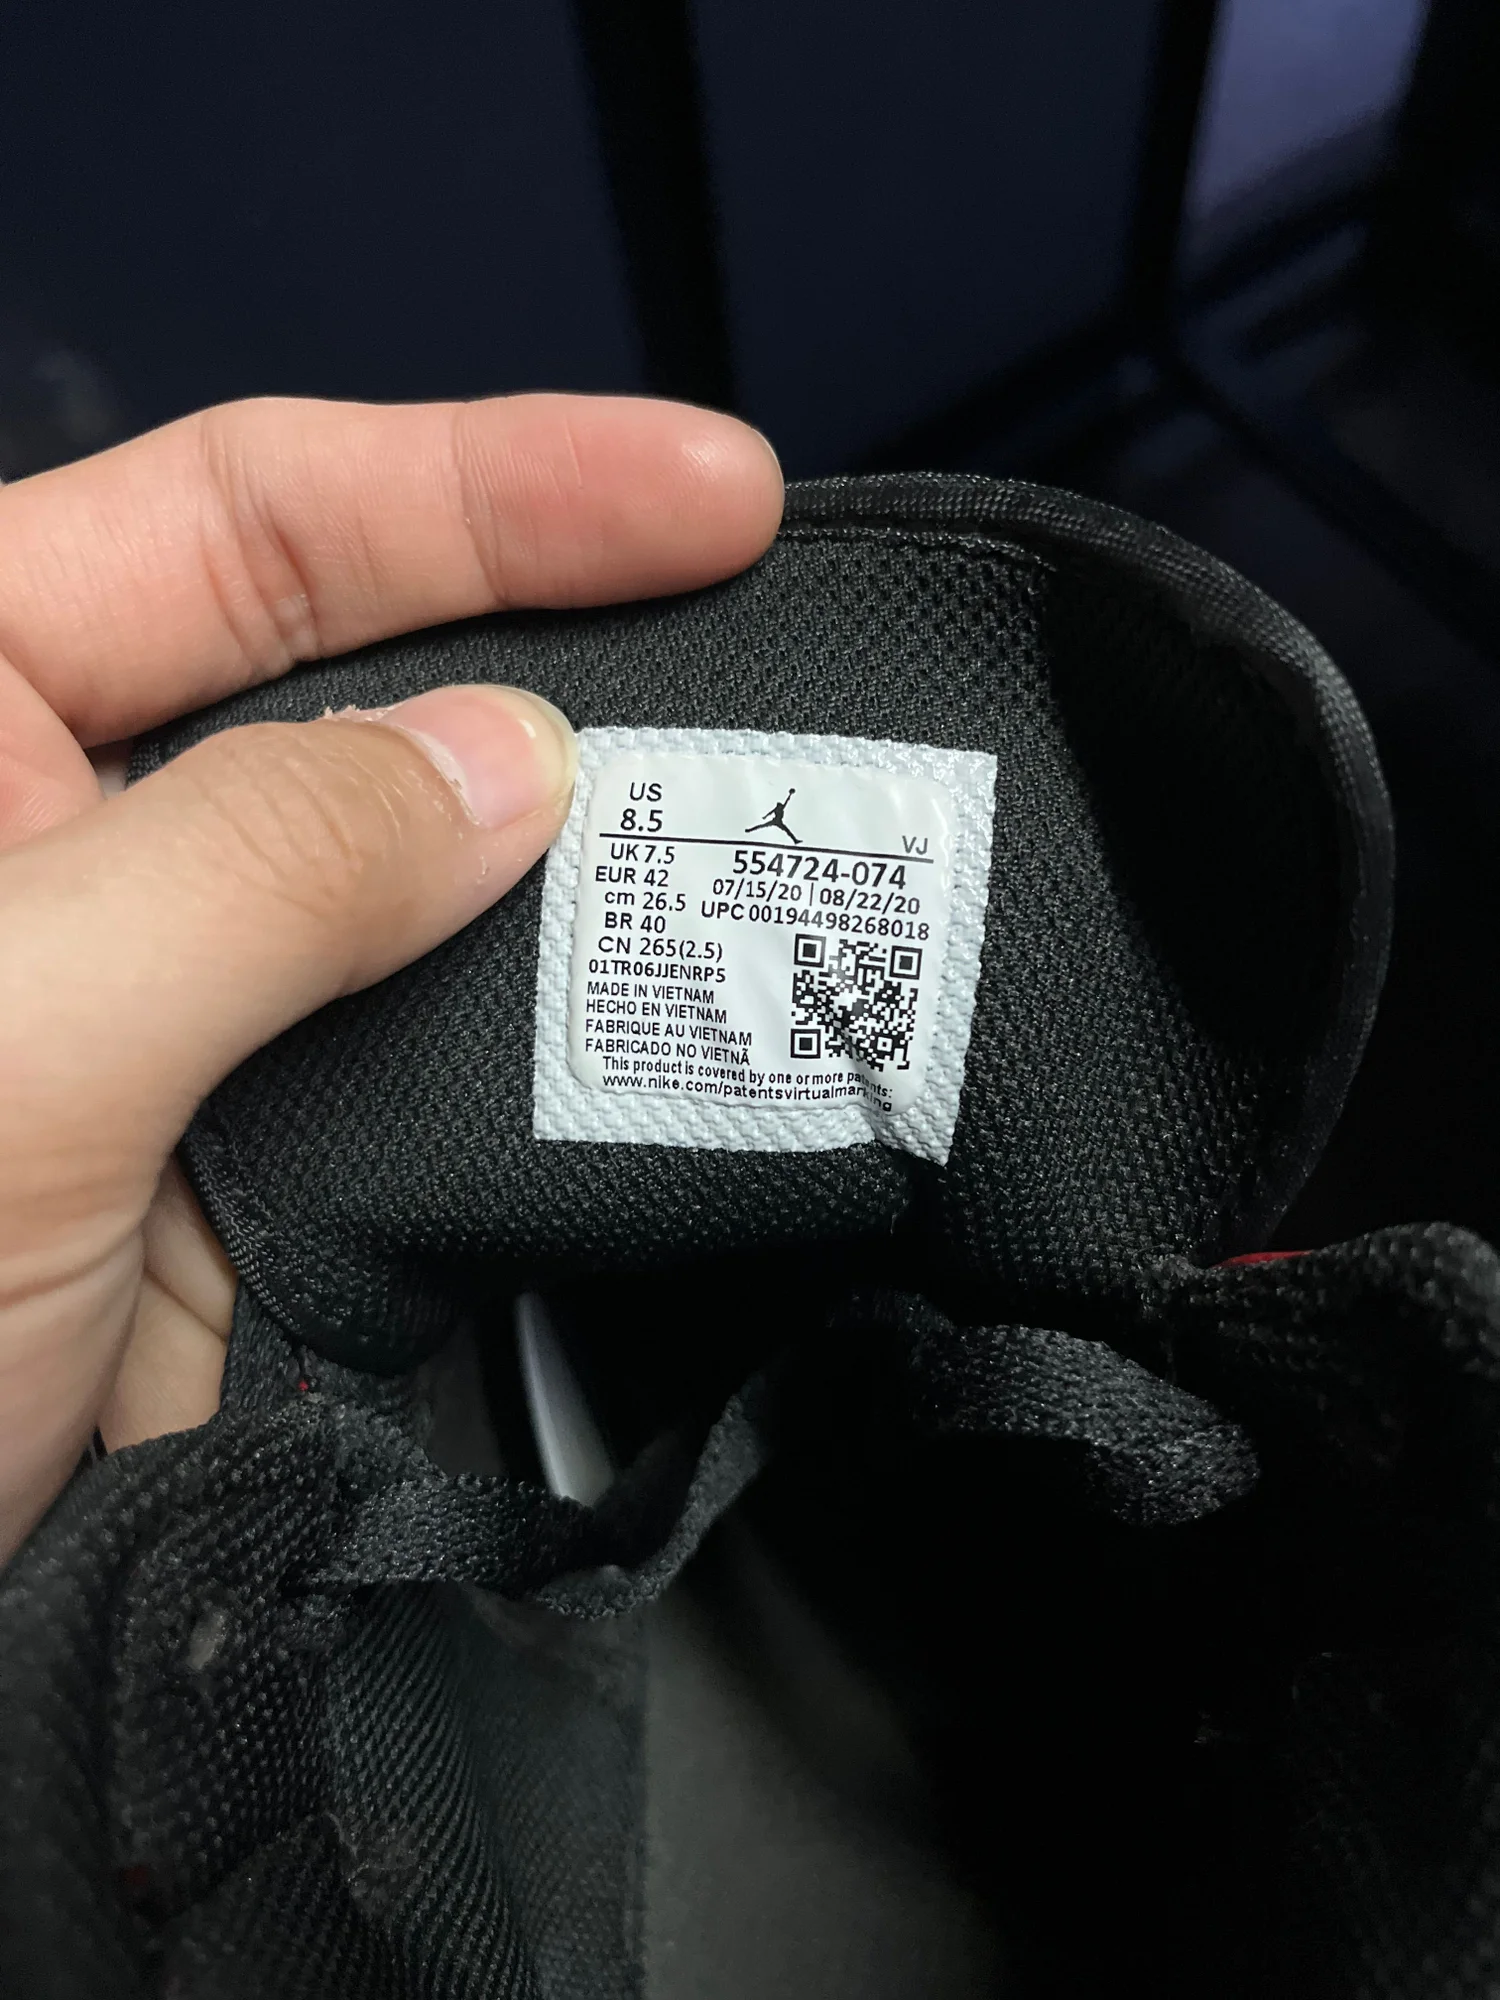 US
8.5
VJ
UK 7.5
554724-074
EUR 42
07/15/20 | 08/22/20
cm 26.5
UPC 00194498268018
BR 40
CN 265(2.5)
01TR06JJENRP5
MADE IN VIETNAM
HECHO EN VIETNAM
FABRIQUE AU VIETNAM
FABRICADO NO VIETNÃ
This product is covered by one or more patents:
www.nike.com/patentsvirtualmarking